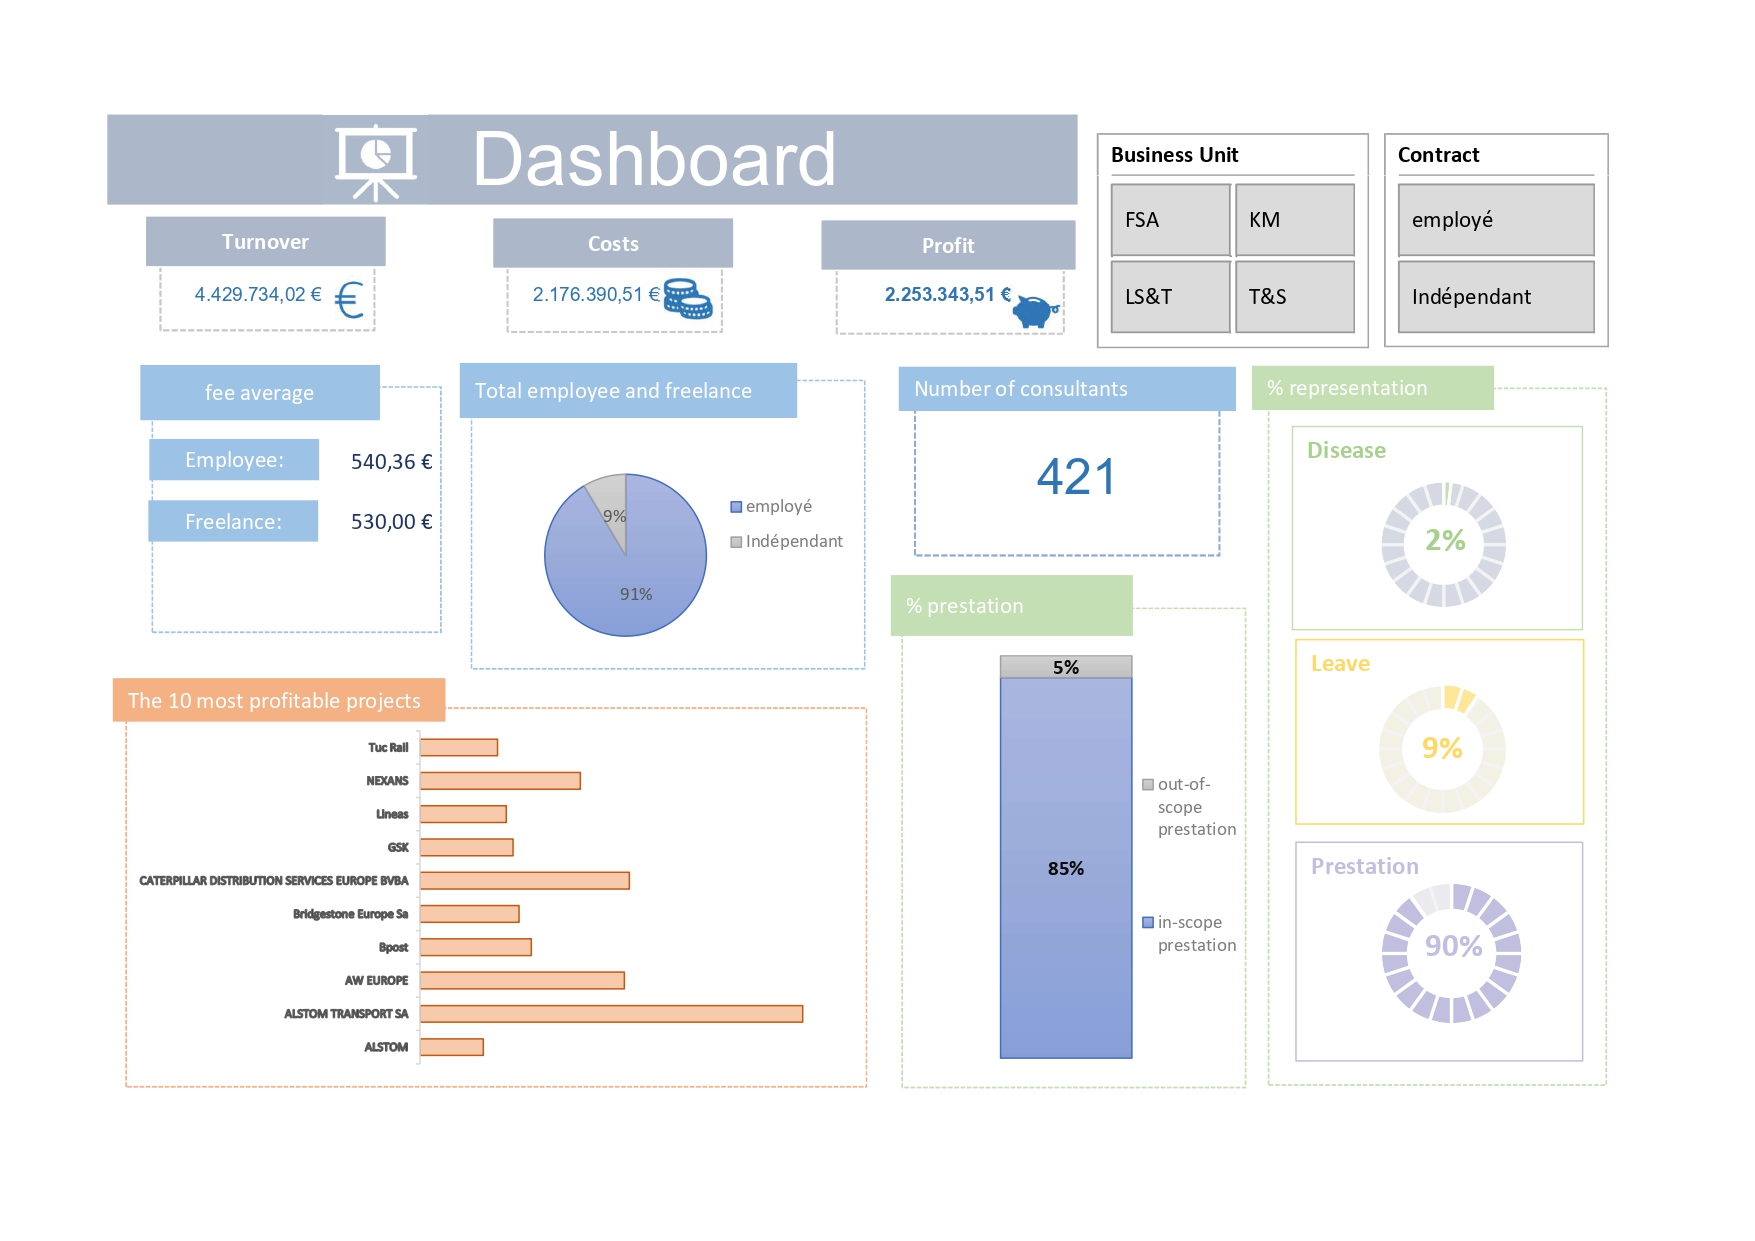 Dashboard
Business Unit
Contract
FSA
KM
employé
LS&T
T&S
Indépendant
Turnover
Costs
Profit
4.429.734,02 €
2.176.390,51 €
2.253.343,51 €
fee average
Employee:
540,36 €
Freelance:
530,00 €
Total employee and freelance
9%
91%
employé
Indépendant
Number of consultants
421
% representation
Disease
2%
Leave
9%
Prestation
90%
% prestation
5%
85%
out-of-
scope
prestation
in-scope
prestation
The 10 most profitable projects
Tuc Rail
NEXANS
Lineas
GSK
CATERPILLAR DISTRIBUTION SERVICES EUROPE BVBA
Bridgestone Europe Sa
Bpost
AW EUROPE
ALSTOM TRANSPORT SA
ALSTOM